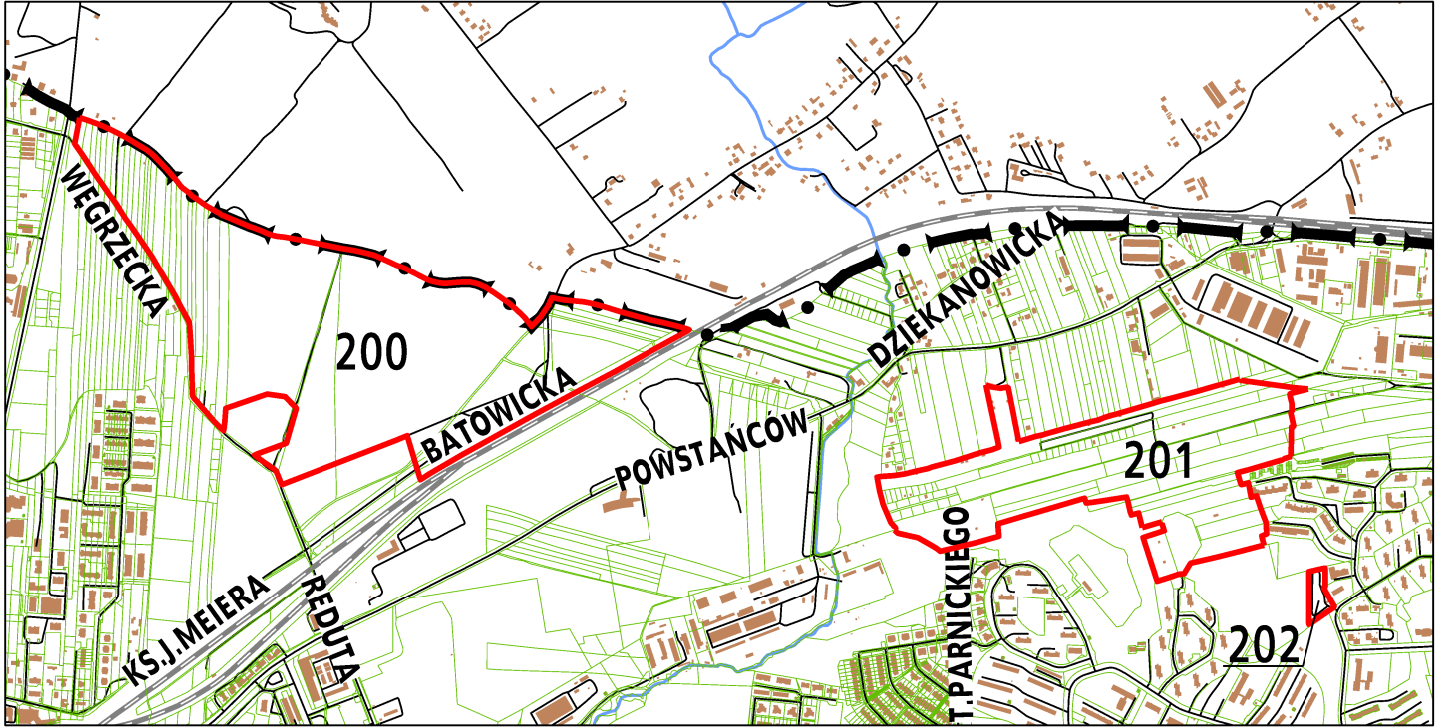 WĘGRZECKA
200
BATOWICKA
DZIEKANOWICKA
POWSTAŃCÓW
201
KS.J.MEIERA
REDUTA
T.PARNICKIEGO
202